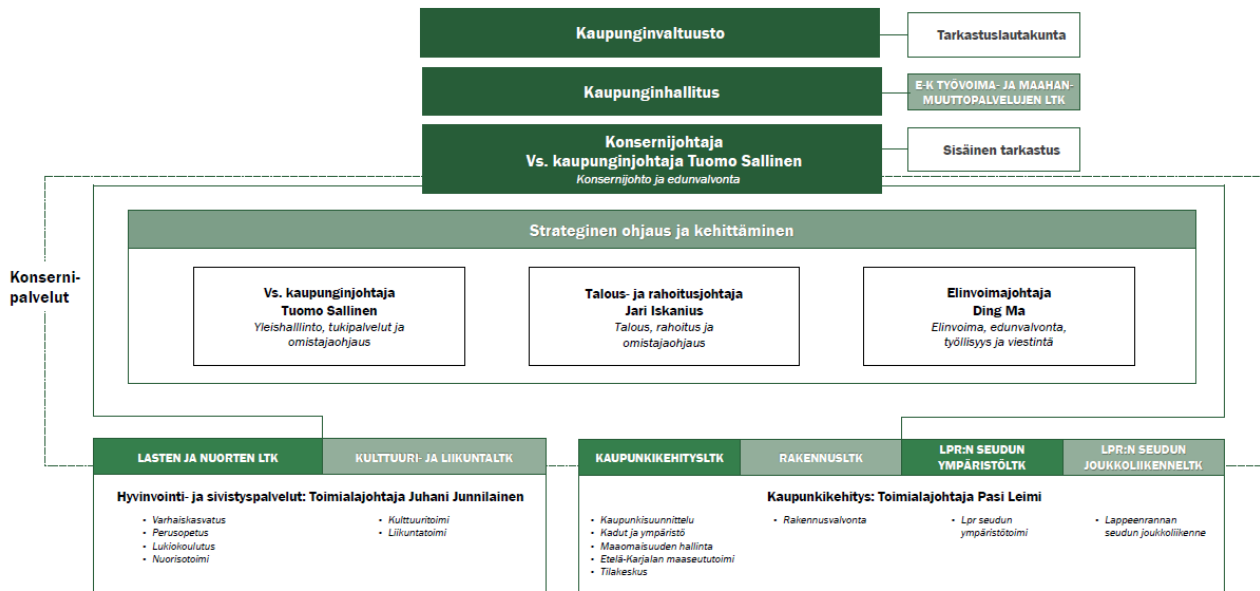 Kaupunginvaltuusto
Tarkastuslautakunta
Kaupunginhallitus
E-K TYÖVOIMA- JA MAAHAN-
MUUTTOPALVELUJEN LTK
Konsernijohtaja
Vs. kaupunginjohtaja Tuomo Sallinen
Konsernijohto ja edunvalvonta
Sisäinen tarkastus
Strateginen ohjaus ja kehittäminen
Konserni-
palvelut
Vs. kaupunginjohtaja
Tuomo Sallinen
Yleishalllinto, tukipalvelut ja
omistajaohjaus
Talous- ja rahoitusjohtaja
Jari Iskanius
Talous, rahoitus ja
omistajaohjaus
Elinvoimajohtaja
Ding Ma
Elinvoima, edunvalvonta,
työllisyys ja viestintä
LASTEN JA NUORTEN LTK
KULTTUURI- JA LIIKUNTALTK
Hyvinvointi- ja sivistyspalvelut: Toimialajohtaja Juhani Junnilainen
• Varhaiskasvatus
• Perusopetus
• Lukiokoulutus
• Nuorisotoimi
• Kulttuuritoimi
• Liikuntatoimi
KAUPUNKIKEHITYSLTK
RAKENNUSLTK
LPR:N SEUDUN
YMPÄRISTÖLTK
LPR:N SEUDUN
JOUKKOLIIKENNELTK
Kaupunkikehitys: Toimialajohtaja Pasi Leimi
• Kaupunkisuunnittelu
• Kadut ja ympäristö
• Maaomaisuuden hallinta
• Etelä-Karjalan maaseututoimi
• Tilakeskus
• Rakennusvalvonta
• Lpr seudun
ympäristötoimi
• Lappeenrannan
seudun joukkoliikenne